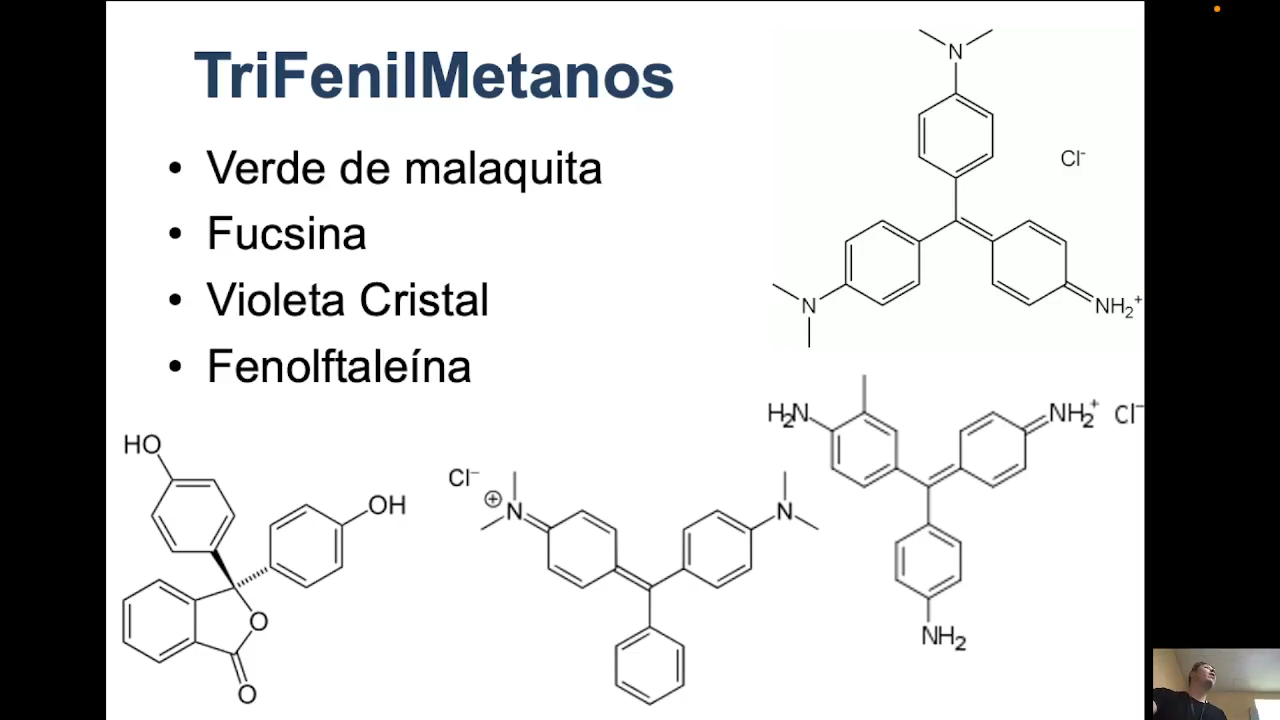 TriFenilMetanos
• Verde de malaquita
• Fucsina
• Violeta Cristal
• Fenolftaleína
N
Cl⁻
N
NH₂⁺
H₂N
NH₂⁺ Cl⁻
NH₂
HO
OH
O
O
Cl⁻
⊕
N
N